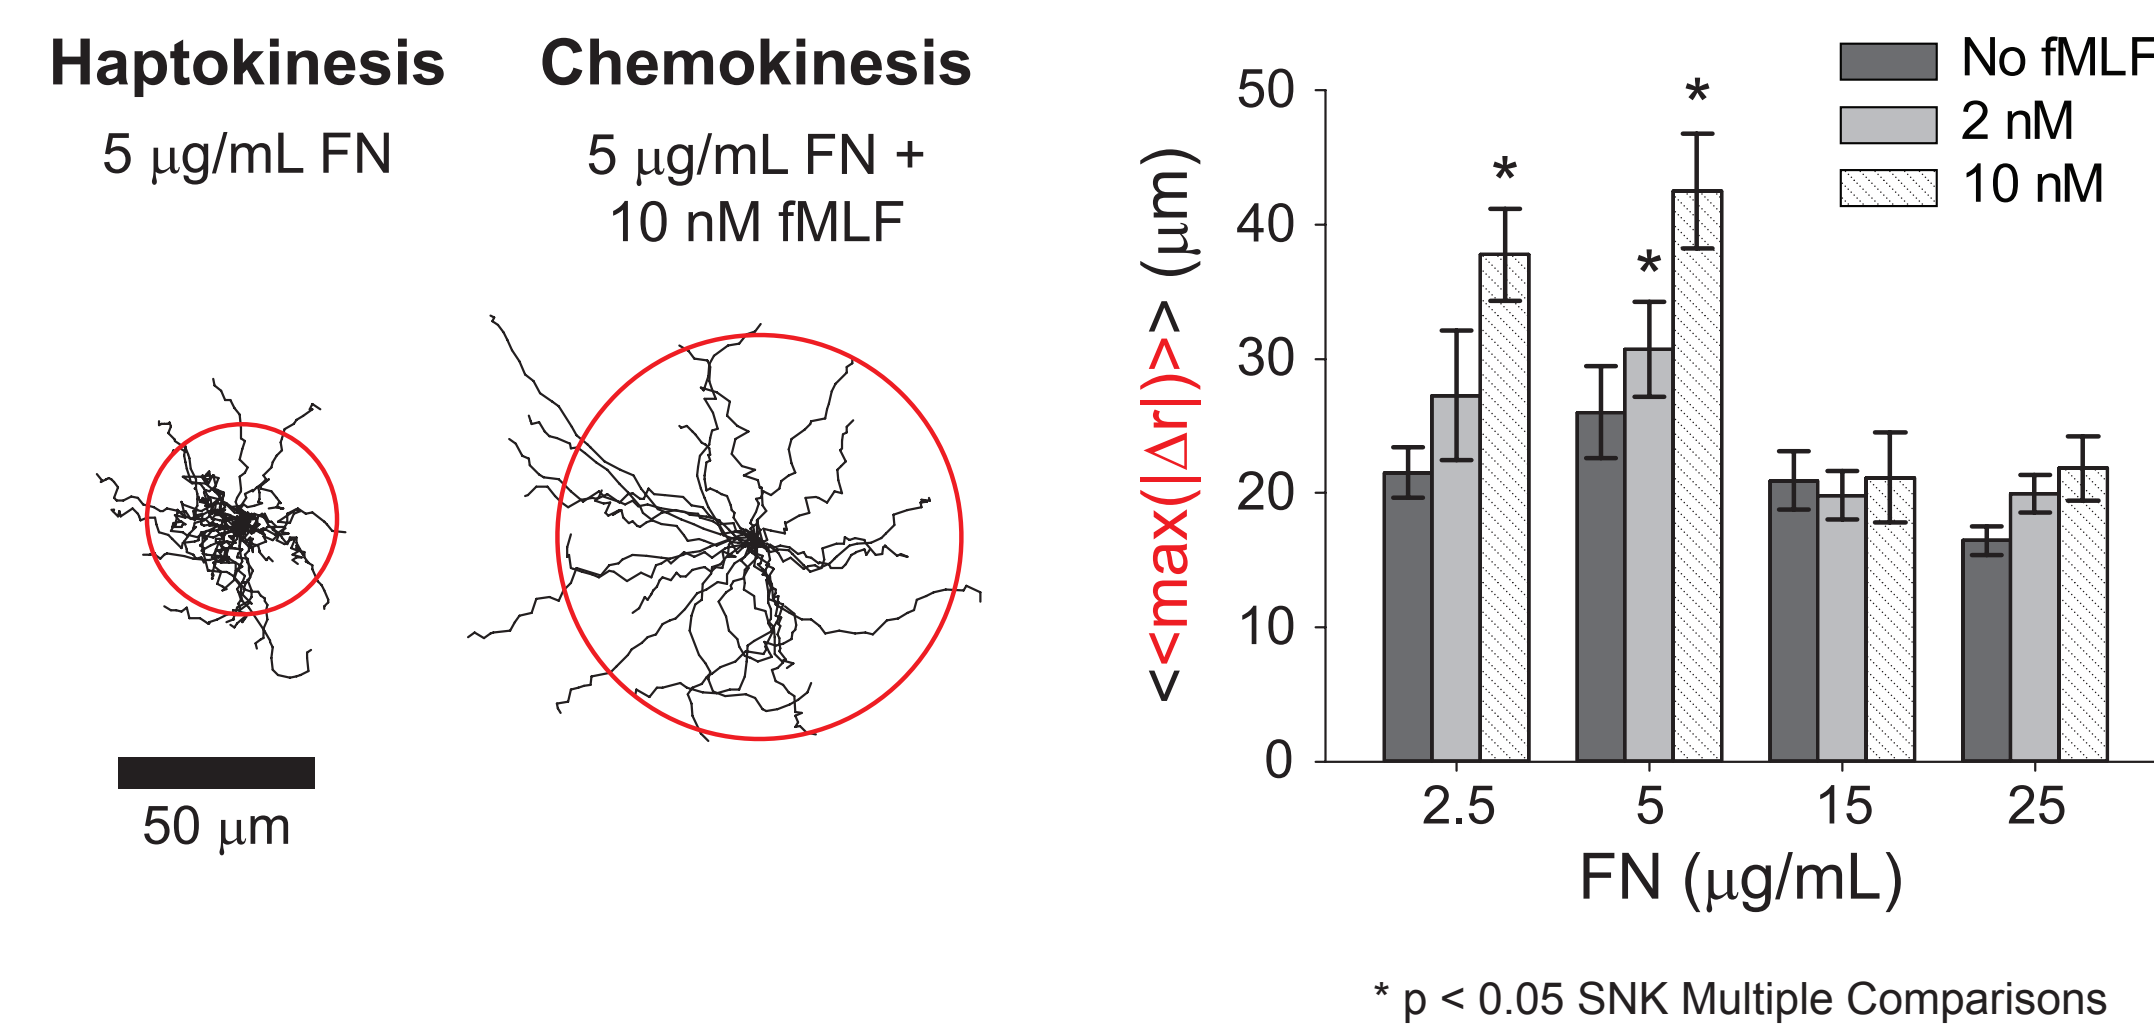 Haptokinesis
5 μg/mL FN
Chemokinesis
5 μg/mL FN +
10 nM fMLF
50 μm
<<max(|Δr|)>> (μm)
50
40
30
20
10
0
No fMLF
2 nM
10 nM
*
*
*
2.5
5
15
25
FN (μg/mL)
* p < 0.05 SNK Multiple Comparisons